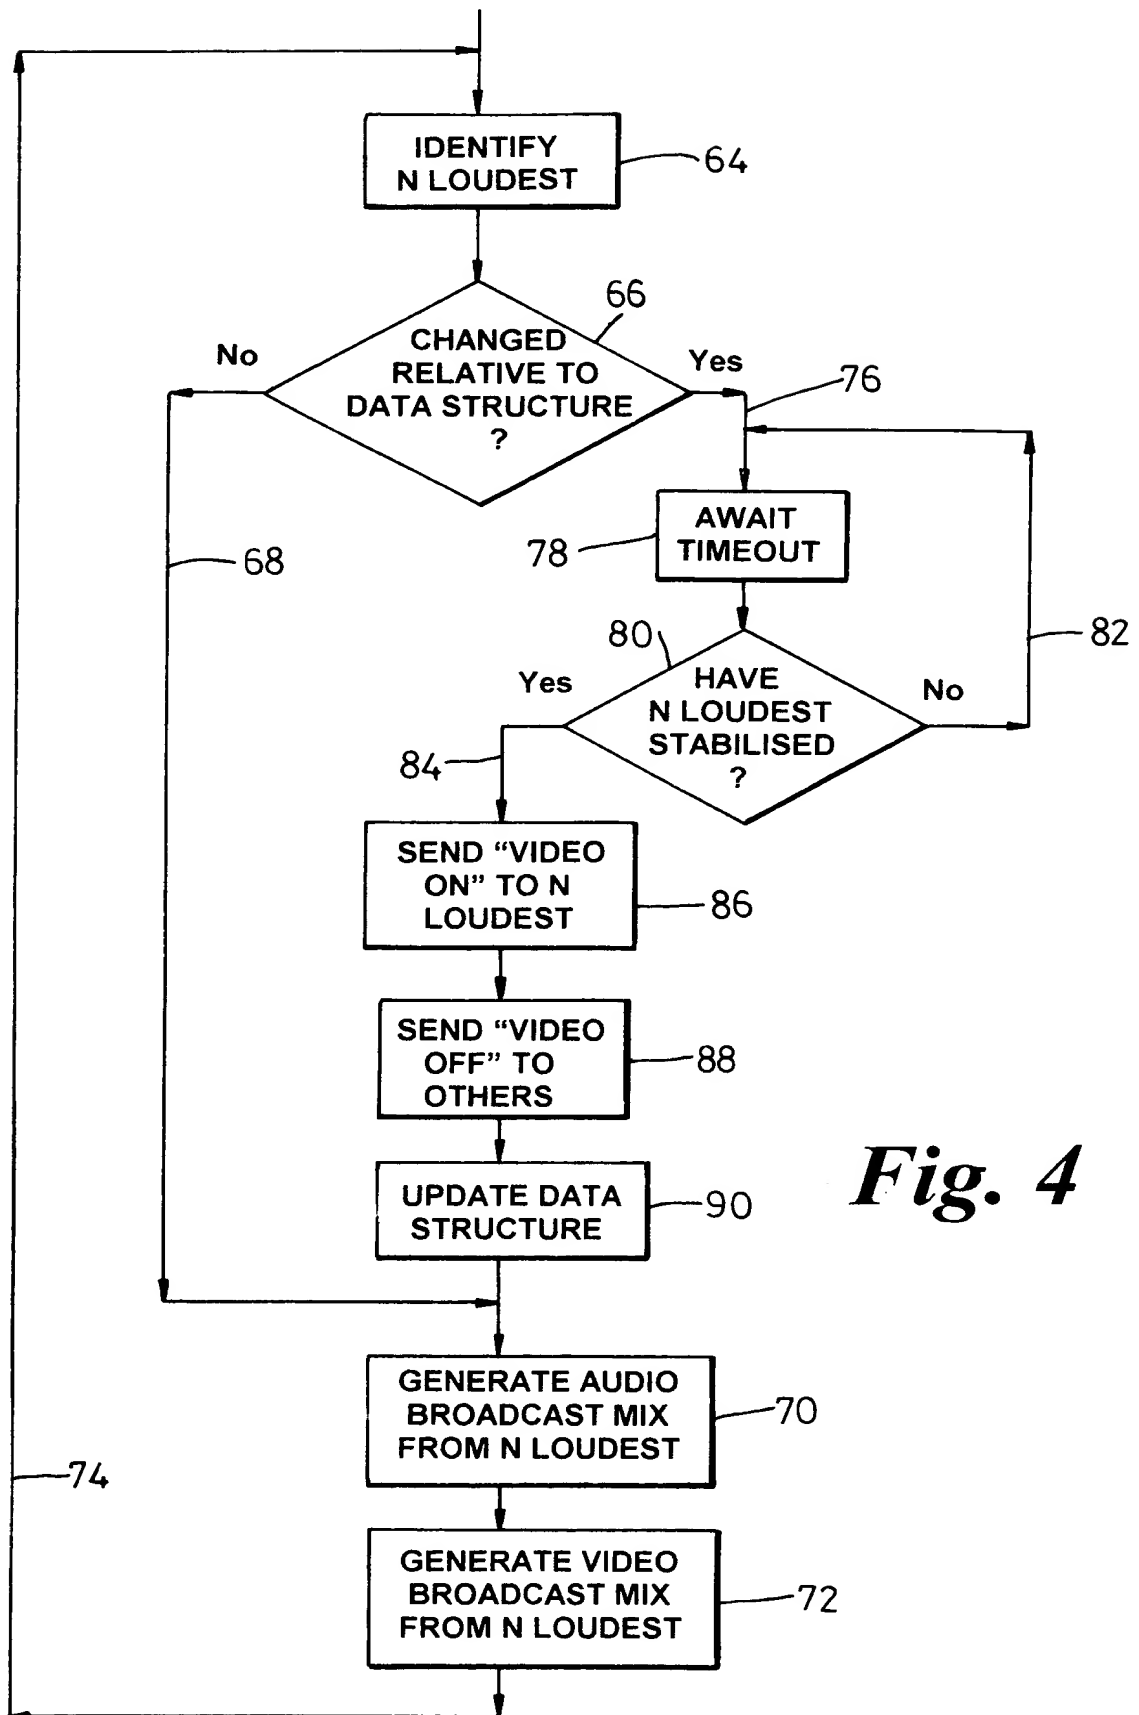 IDENTIFY
N LOUDEST
64
66
CHANGED
RELATIVE TO
DATA STRUCTURE
?
No
Yes
76
AWAIT
TIMEOUT
78
68
80
82
HAVE
N LOUDEST
STABILISED
?
Yes
No
84
SEND “VIDEO
ON” TO N
LOUDEST
86
SEND “VIDEO
OFF” TO
OTHERS
88
UPDATE DATA
STRUCTURE
90
Fig. 4
GENERATE AUDIO
BROADCAST MIX
FROM N LOUDEST
70
74
GENERATE VIDEO
BROADCAST MIX
FROM N LOUDEST
72